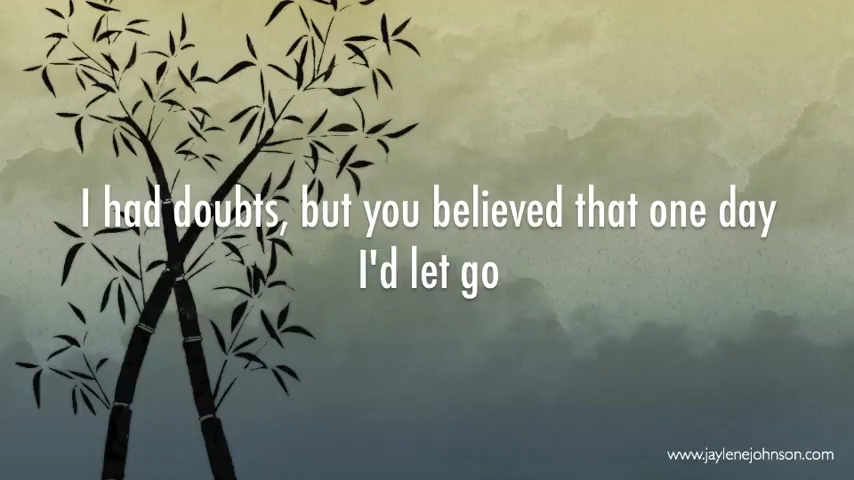 I had doubts, but you believed that one day
I'd let go
www.jaylenejohnson.com